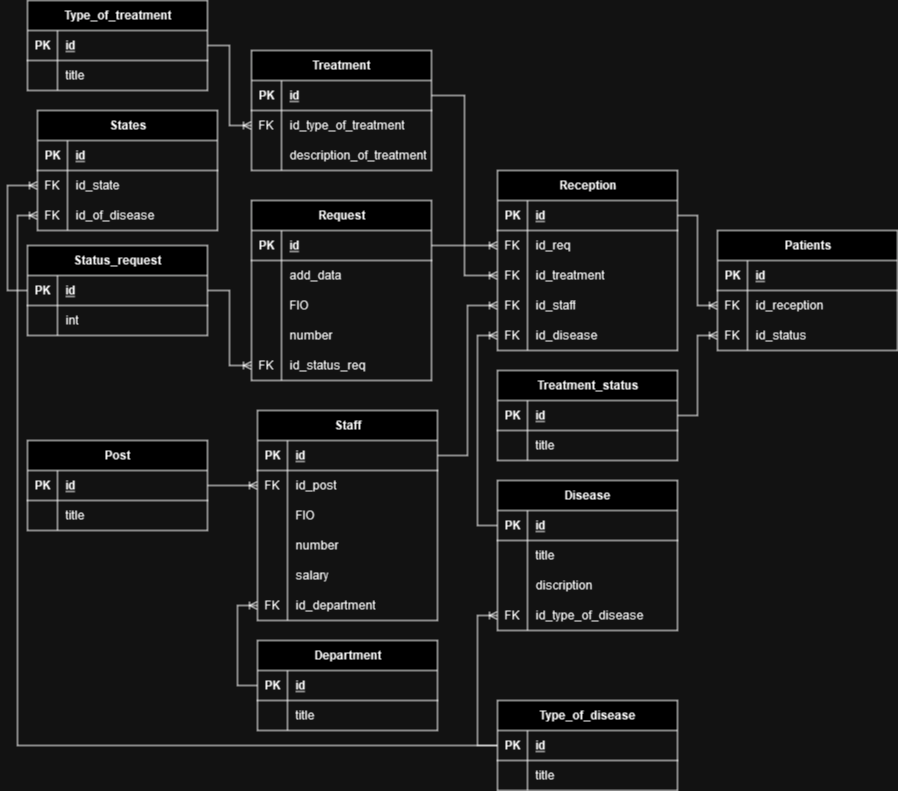 Type_of_treatment
PK id
title
Treatment
PK id
FK id_type_of_treatment
description_of_treatment
States
PK id
FK id_state
FK id_of_disease
Request
PK id
add_data
FIO
number
FK id_status_req
Status_request
PK id
int
Reception
PK id
FK id_req
FK id_treatment
FK id_staff
FK id_disease
Patients
PK id
FK id_reception
FK id_status
Treatment_status
PK id
title
Staff
PK id
FK id_post
FIO
number
salary
FK id_department
Post
PK id
title
Disease
PK id
title
discription
FK id_type_of_disease
Department
PK id
title
Type_of_disease
PK id
title